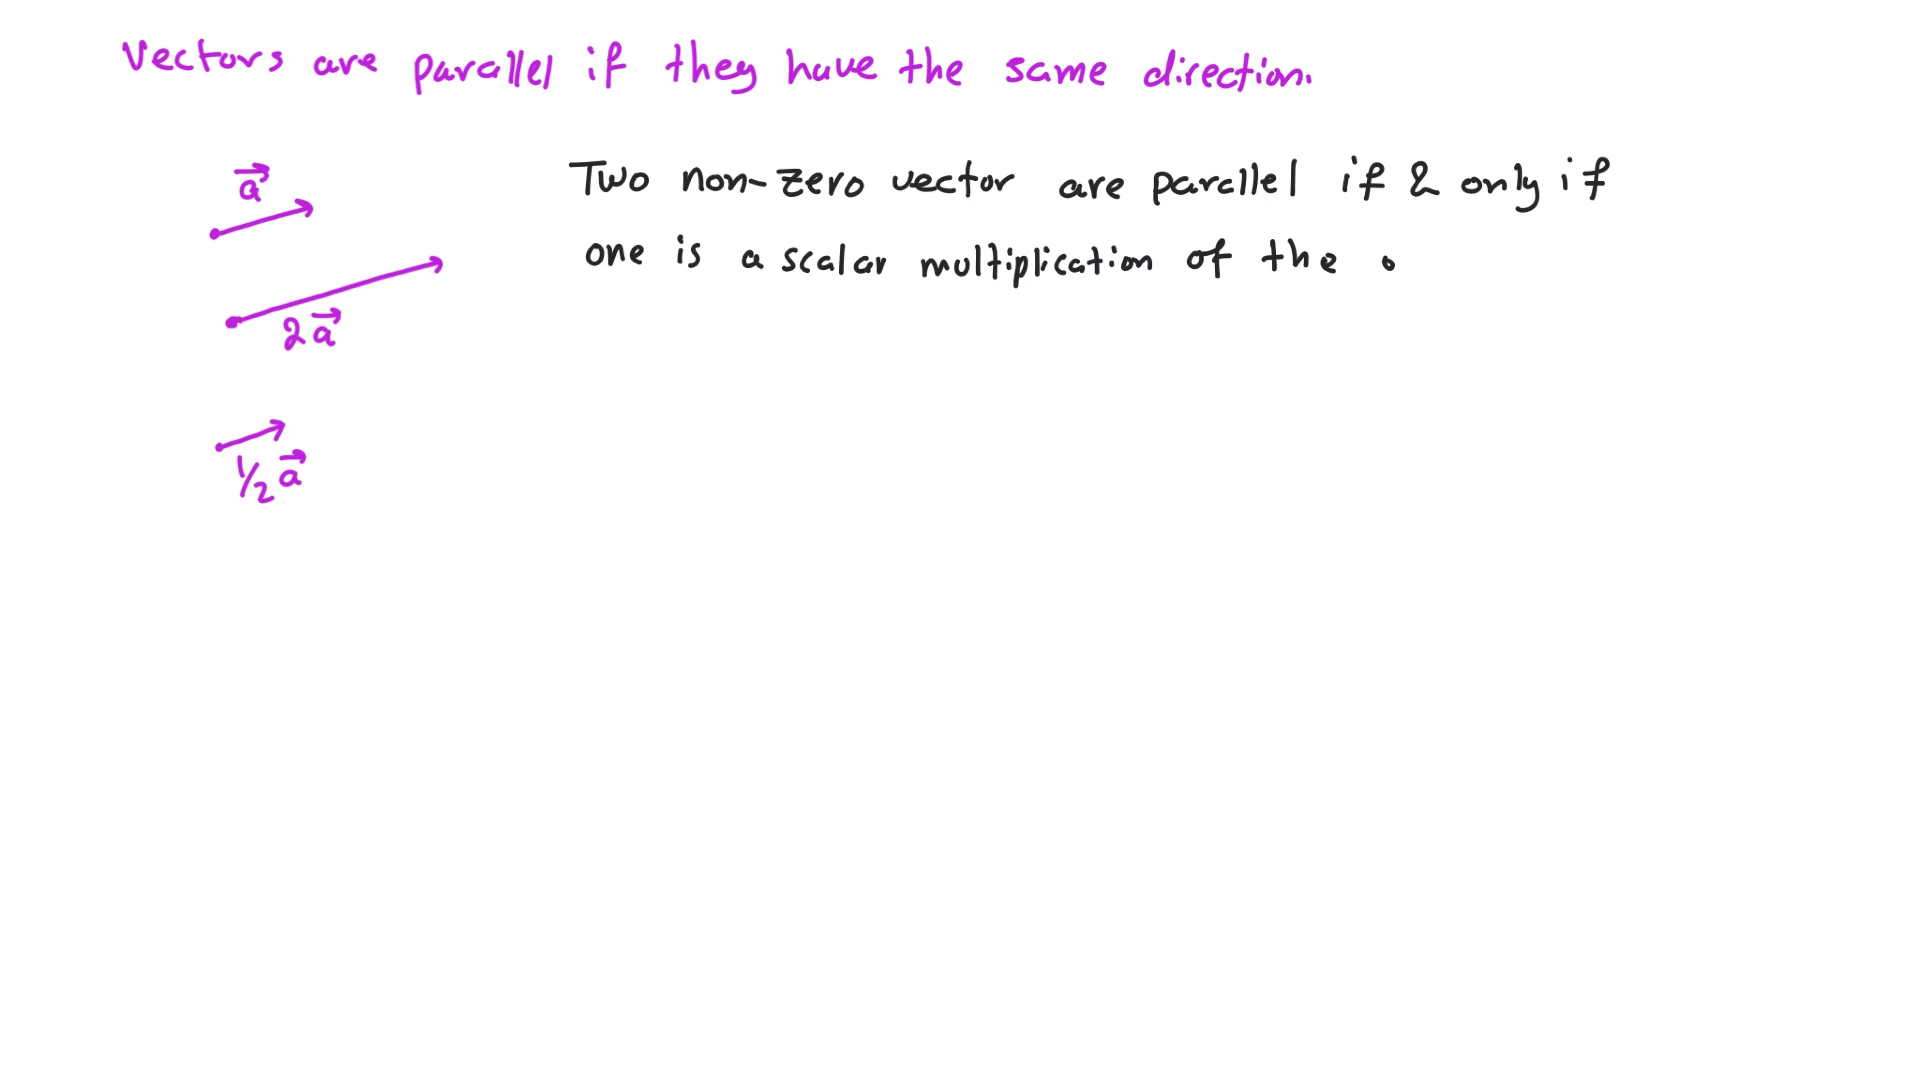 Vectors are parallel if they have the same direction.
a⃗
Two non-zero vector are parallel if & only if
one is a scalar multiplication of the o
2a⃗
1/2 a⃗